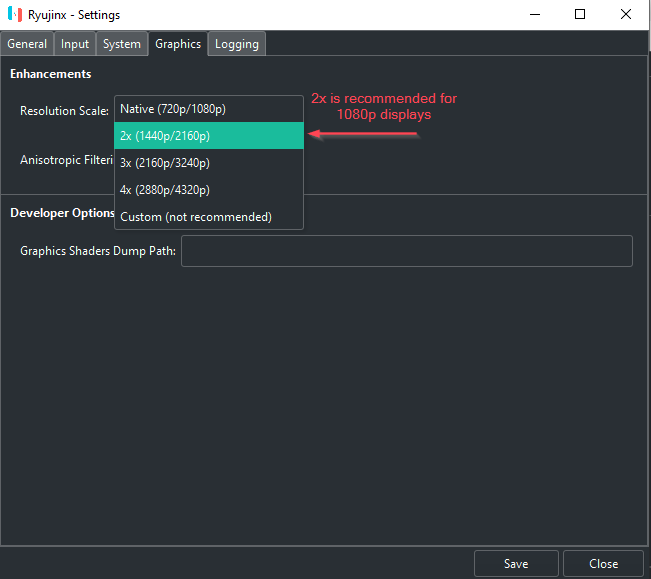 Ryujinx - Settings
General Input System Graphics Logging
Enhancements
Resolution Scale:
Native (720p/1080p)
2x (1440p/2160p)
3x (2160p/3240p)
4x (2880p/4320p)
Custom (not recommended)
2x is recommended for
1080p displays
Anisotropic Filteri
Developer Options
Graphics Shaders Dump Path:
Save Close